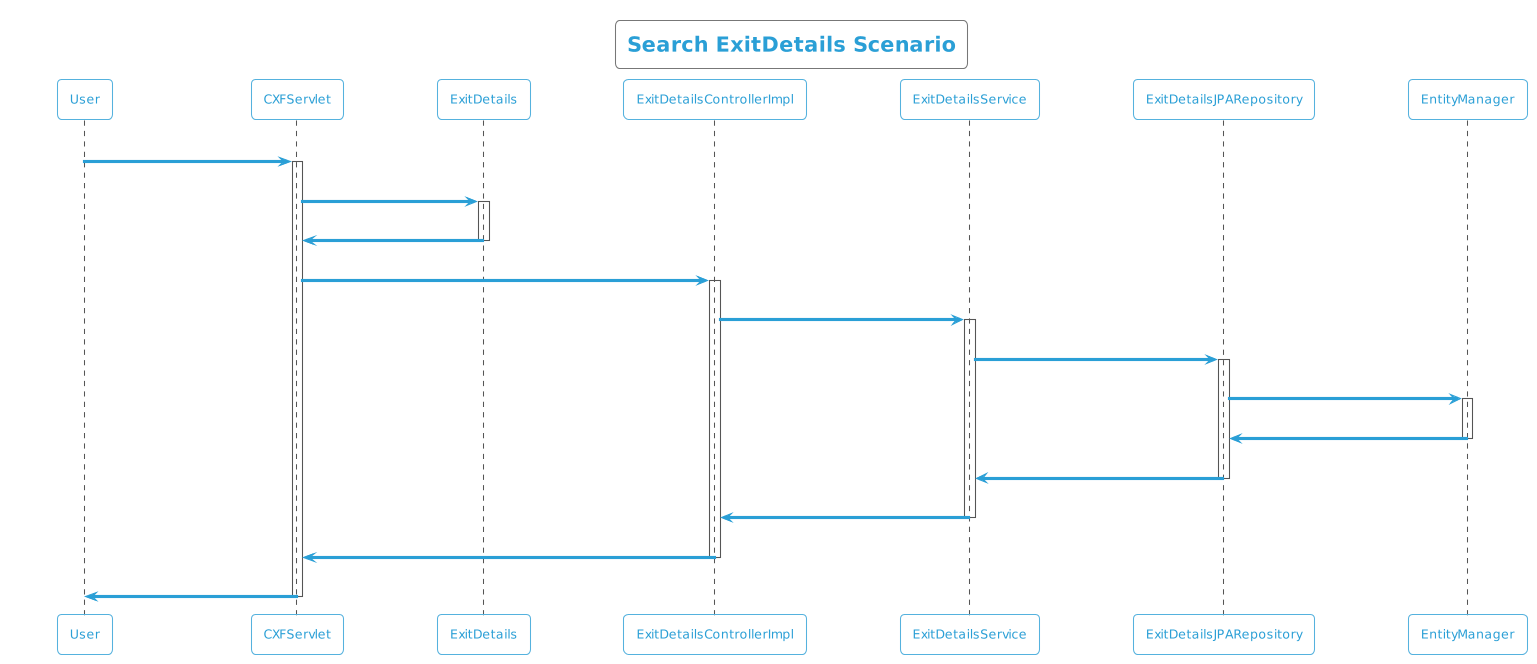 Search ExitDetails Scenario
User
CXFServlet
ExitDetails
ExitDetailsControllerImpl
ExitDetailsService
ExitDetailsJPARepository
EntityManager
User
CXFServlet
ExitDetails
ExitDetailsControllerImpl
ExitDetailsService
ExitDetailsJPARepository
EntityManager